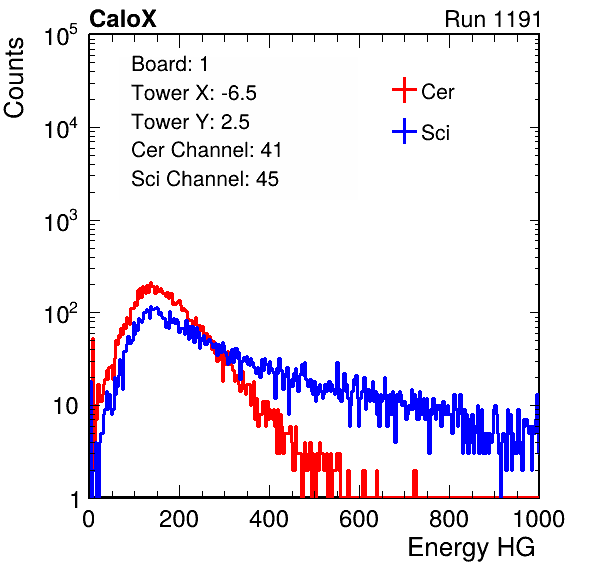 CaloX Run 1191
Counts
10^5
10^4
10^3
10^2
10
1
Board: 1
Tower X: -6.5
Tower Y: 2.5
Cer Channel: 41
Sci Channel: 45
Cer
Sci
0 200 400 600 800 1000
Energy HG